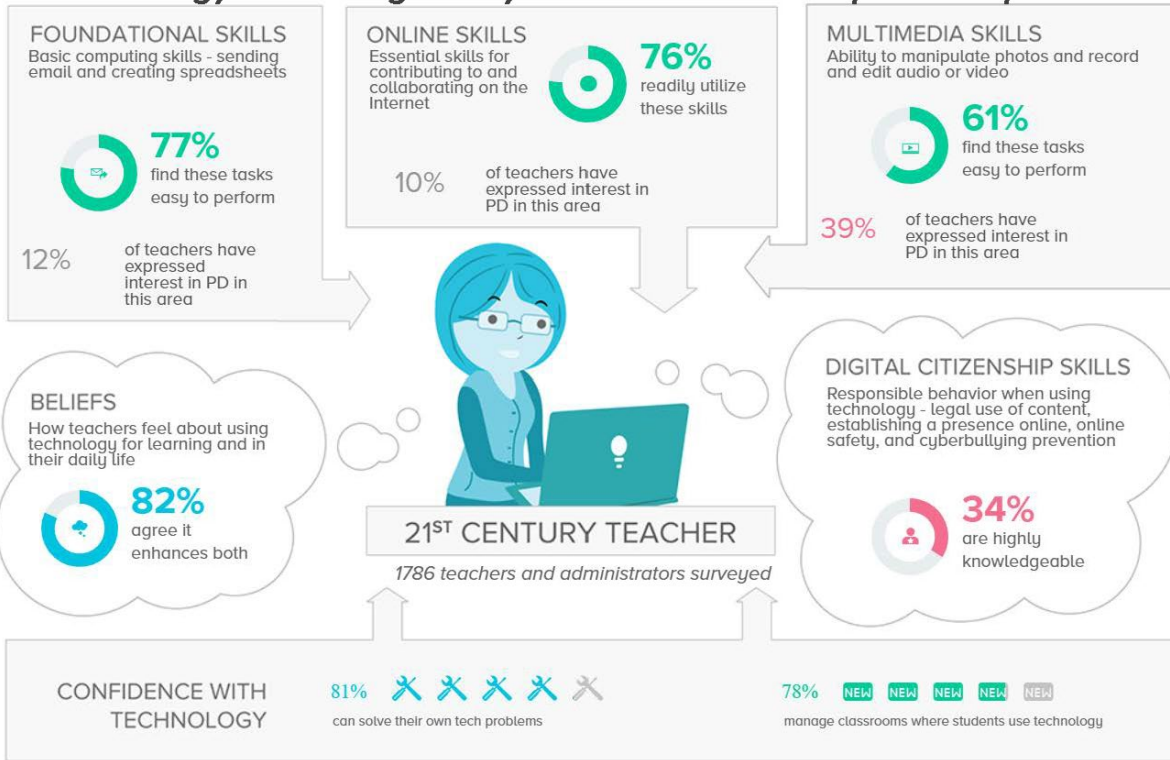 FOUNDATIONAL SKILLS
Basic computing skills - sending
email and creating spreadsheets
77%
find these tasks
easy to perform
12%
of teachers have
expressed
interest in PD in
this area
ONLINE SKILLS
Essential skills for
contributing to and
collaborating on the
Internet
76%
readily utilize
these skills
10%
of teachers have
expressed interest in
PD in this area
MULTIMEDIA SKILLS
Ability to manipulate photos and record
and edit audio or video
61%
find these tasks
easy to perform
39%
of teachers have
expressed interest in
PD in this area
BELIEFS
How teachers feel about using
technology for learning and in
their daily life
82%
agree it
enhances both
DIGITAL CITIZENSHIP SKILLS
Responsible behavior when using
technology - legal use of content,
establishing a presence online, online
safety, and cyberbullying prevention
34%
are highly
knowledgeable
21ST CENTURY TEACHER
1786 teachers and administrators surveyed
CONFIDENCE WITH
TECHNOLOGY
81%
can solve their own tech problems
78% NEW NEW NEW NEW NEW
manage classrooms where students use technology